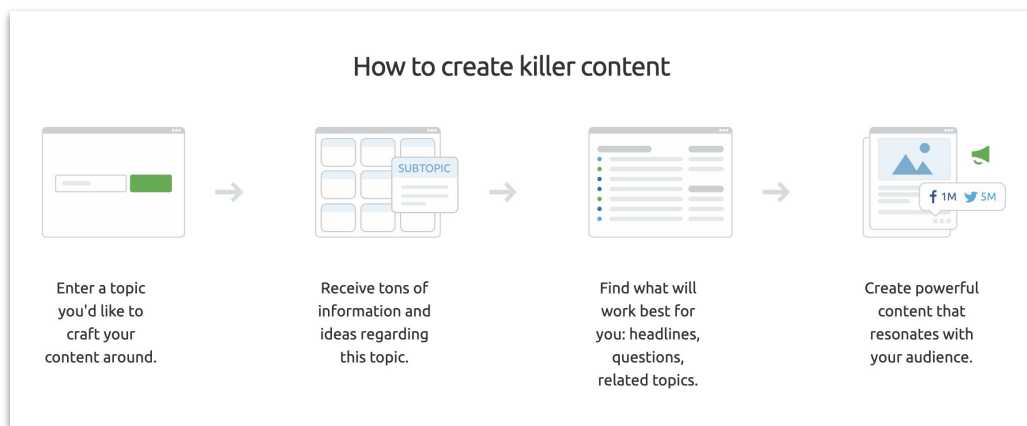 How to create killer content
SUBTOPIC
1M
5M
Enter a topic
you'd like to
craft your
content around.
Receive tons of
information and
ideas regarding
this topic.
Find what will
work best for
you: headlines,
questions,
related topics.
Create powerful
content that
resonates with
your audience.